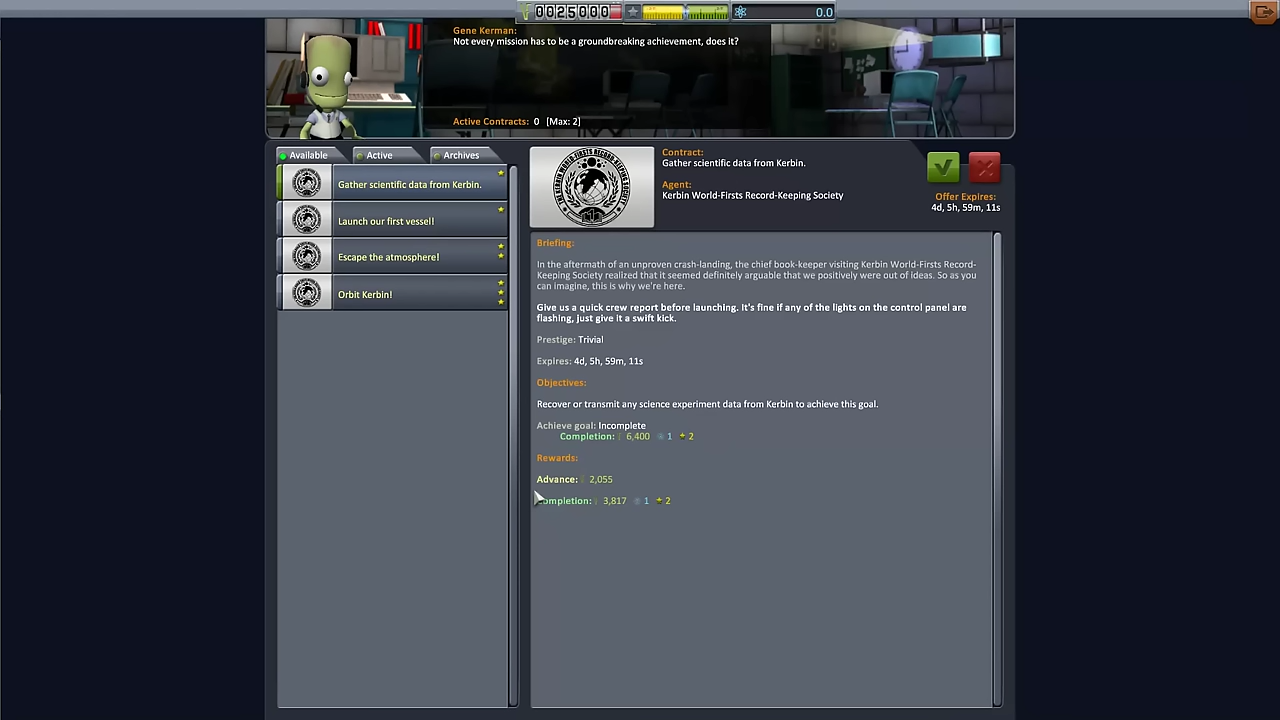 0025000
0.0
Gene Kerman:
Not every mission has to be a groundbreaking achievement, does it?
Active Contracts: 0 [Max: 2]
Available
Active
Archives
Gather scientific data from Kerbin.
Launch our first vessel!
Escape the atmosphere!
Orbit Kerbin!
Contract:
Gather scientific data from Kerbin.
Agent:
Kerbin World-Firsts Record-Keeping Society
Offer Expires:
4d, 5h, 59m, 11s
Briefing:
In the aftermath of an unproven crash-landing, the chief book-keeper visiting Kerbin World-Firsts Record-
Keeping Society realized that it seemed definitely arguable that we positively were out of ideas. So as you
can imagine, this is why we're here.
Give us a quick crew report before launching. It's fine if any of the lights on the control panel are
flashing, just give it a swift kick.
Prestige: Trivial
Expires: 4d, 5h, 59m, 11s
Objectives:
Recover or transmit any science experiment data from Kerbin to achieve this goal.
Achieve goal: Incomplete
Completion: 6,400 1 2
Rewards:
Advance: 2,055
ompletion: 3,817 1 2